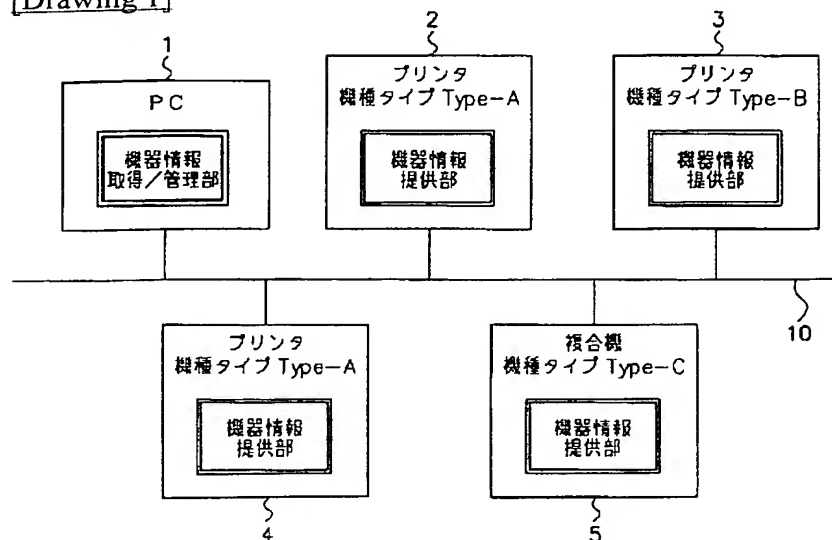 [Drawing 1]
1
2
3
PC
機器情報
取得/管理部
プリンタ
機種タイプ Type-A
機器情報
提供部
プリンタ
機種タイプ Type-B
機器情報
提供部
10
プリンタ
機種タイプ Type-A
機器情報
提供部
複合機
機種タイプ Type-C
機器情報
提供部
4
5